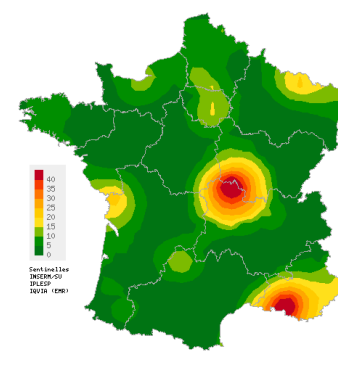 40
35
30
25
20
15
10
5
0
Sentinelles
INSERM/SU
IPLESP
IQVIA (EMR)